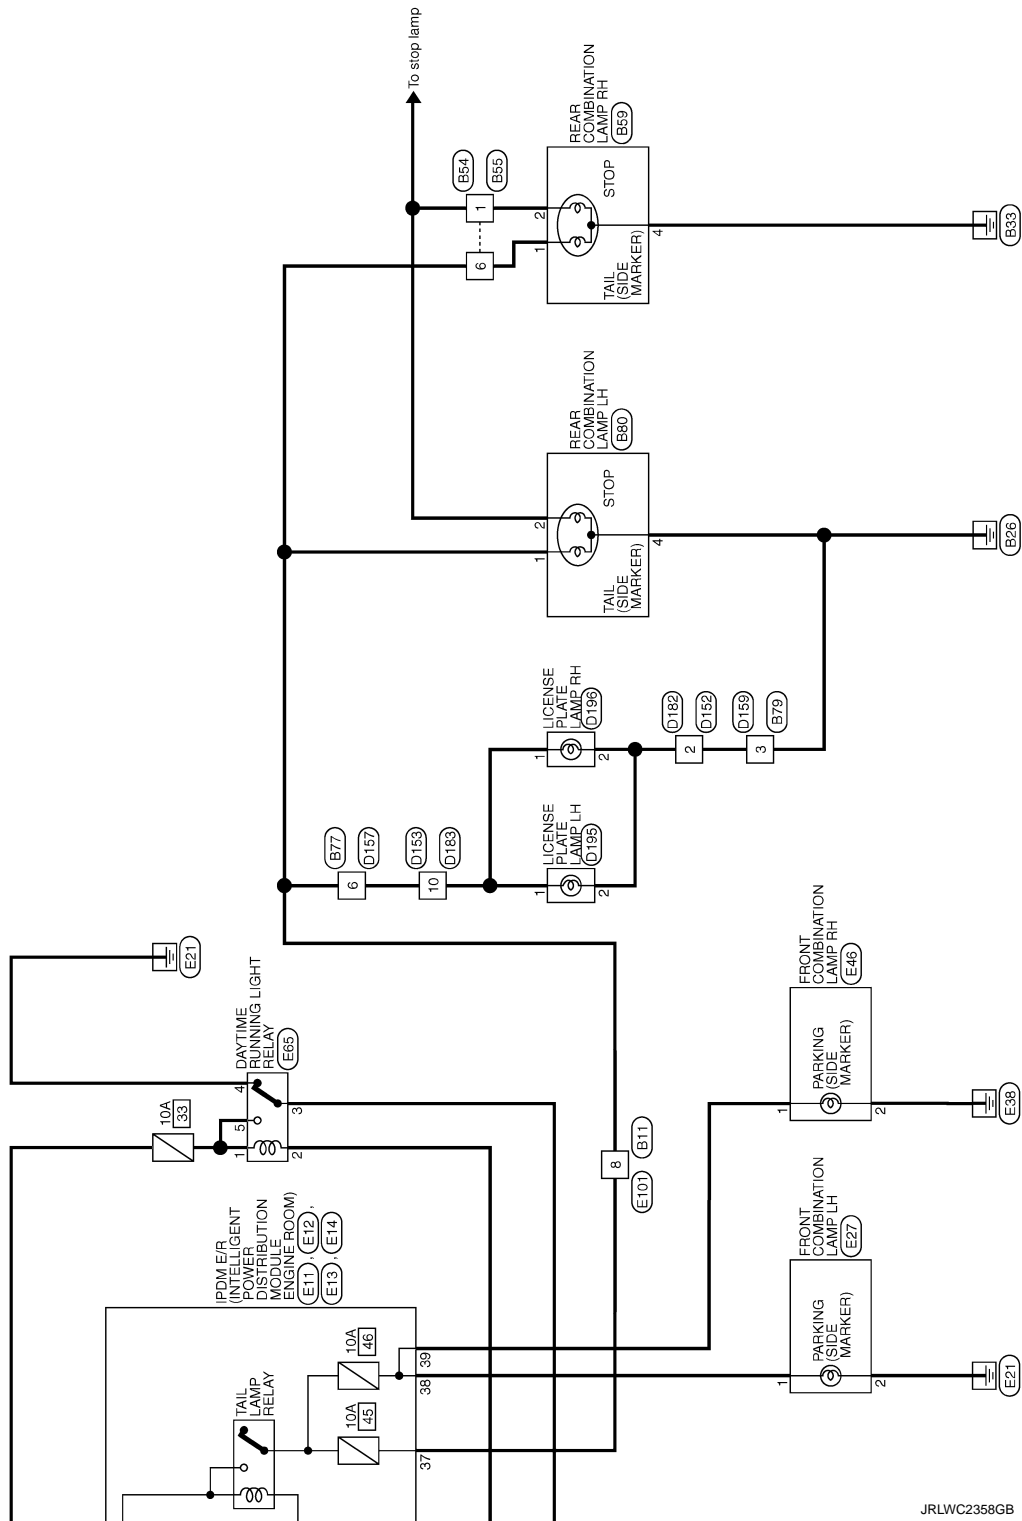 To stop lamp
REAR
COMBINATION
LAMP RH
B59
B54
B55
1
6
2
1
STOP
TAIL
(SIDE
MARKER)
4
B33
REAR
COMBINATION
LAMP LH
B80
2
1
STOP
TAIL
(SIDE
MARKER)
4
B26
LICENSE
PLATE
LAMP RH
D196
1
2
D182
D152
2
D159
B79
3
LICENSE
PLATE
LAMP LH
D195
1
2
B77
D157
6
D153
D183
10
E21
DAYTIME
RUNNING LIGHT
RELAY
E65
4
5
3
1
2
10A
33
FRONT
COMBINATION
LAMP RH
E46
PARKING
(SIDE
MARKER)
1
2
E38
8
B11
E101
IPDM E/R
(INTELLIGENT
POWER
DISTRIBUTION
MODULE
ENGINE ROOM)
E11 , E12 ,
E13 , E14
FRONT
COMBINATION
LAMP LH
E27
PARKING
(SIDE
MARKER)
1
2
E21
TAIL
LAMP
RELAY
10A
46
10A
45
39
38
37
JRLWC2358GB